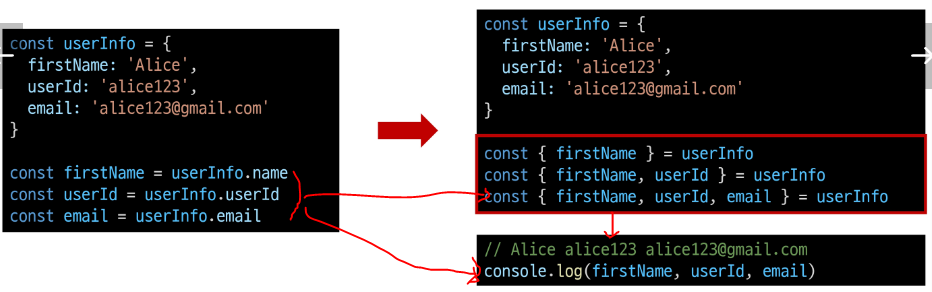 const userInfo = {
  firstName: 'Alice',
  userId: 'alice123',
  email: 'alice123@gmail.com'
}
const firstName = userInfo.name
const userId = userInfo.userId
const email = userInfo.email
const userInfo = {
  firstName: 'Alice',
  userId: 'alice123',
  email: 'alice123@gmail.com'
}
const { firstName } = userInfo
const { firstName, userId } = userInfo
const { firstName, userId, email } = userInfo
// Alice alice123 alice123@gmail.com
console.log(firstName, userId, email)